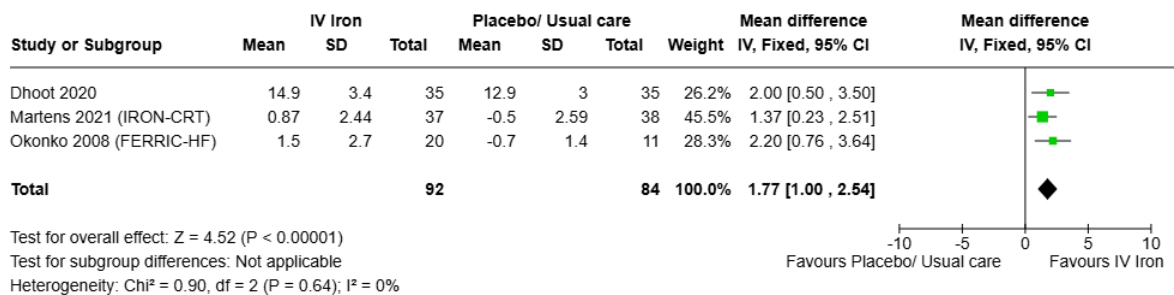 IV Iron Placebo/ Usual care Mean difference Mean difference
Study or Subgroup Mean SD Total Mean SD Total Weight IV, Fixed, 95% CI IV, Fixed, 95% CI
Dhoot 2020 14.9 3.4 35 12.9 3 35 26.2% 2.00 [0.50 , 3.50]
Martens 2021 (IRON-CRT) 0.87 2.44 37 -0.5 2.59 38 45.5% 1.37 [0.23 , 2.51]
Okonko 2008 (FERRIC-HF) 1.5 2.7 20 -0.7 1.4 11 28.3% 2.20 [0.76 , 3.64]
Total 92 84 100.0% 1.77 [1.00 , 2.54]
Test for overall effect: Z = 4.52 (P < 0.00001) -10 -5 0 5 10
Test for subgroup differences: Not applicable Favours Placebo/ Usual care Favours IV Iron
Heterogeneity: Chi² = 0.90, df = 2 (P = 0.64); I² = 0%